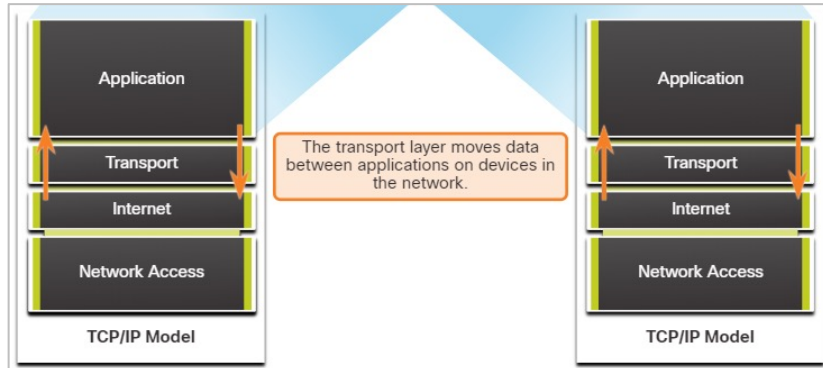 Application
Transport
Internet
Network Access
TCP/IP Model
The transport layer moves data
between applications on devices in
the network.
Application
Transport
Internet
Network Access
TCP/IP Model